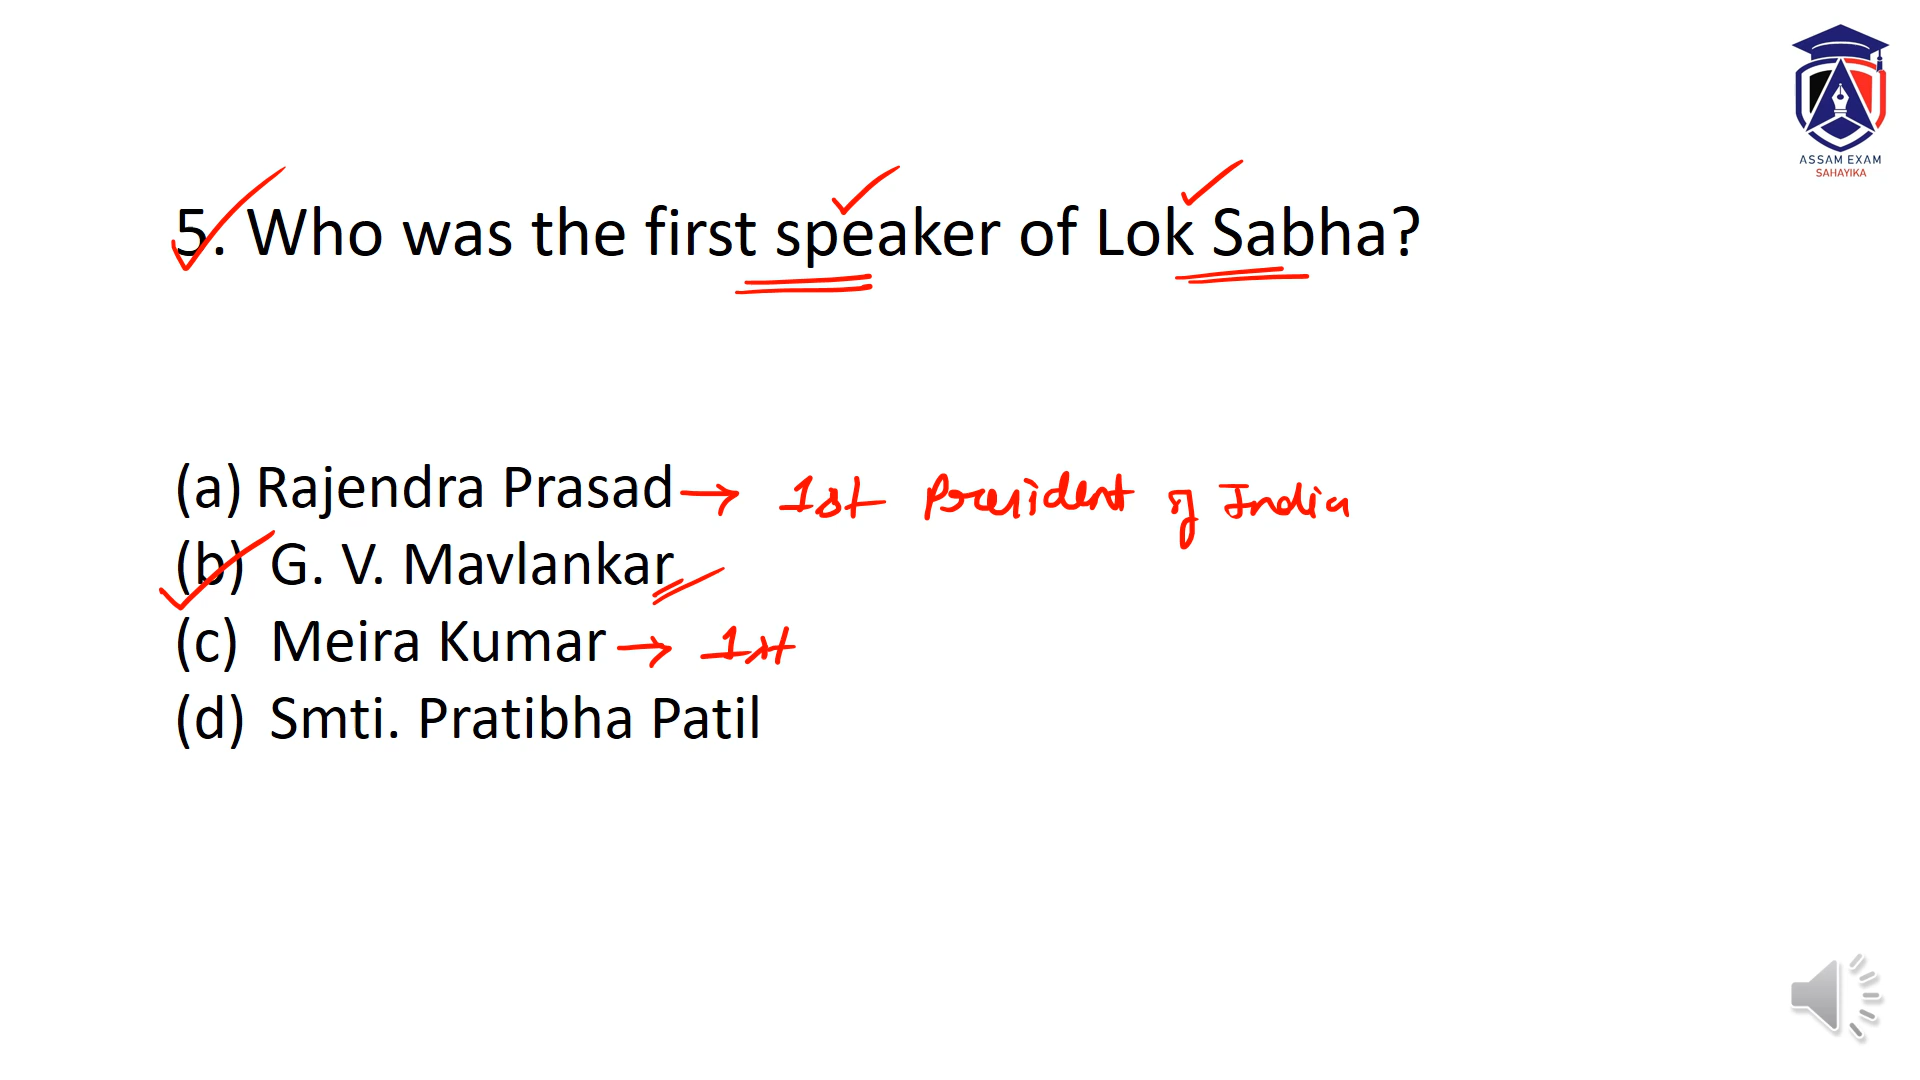 ASSAM EXAM
SAHAYIKA
5. Who was the first speaker of Lok Sabha?
(a) Rajendra Prasad → 1st President of India
(b) G. V. Mavlankar
(c) Meira Kumar → 1st
(d) Smti. Pratibha Patil